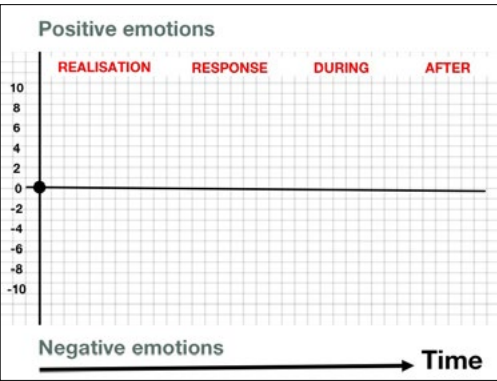 Positive emotions
REALISATION RESPONSE DURING AFTER
10
8
6
4
2
0
-2
-4
-6
-8
-10
Negative emotions
Time